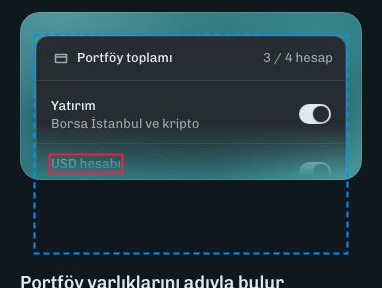 Portföy toplamı 3 / 4 hesap
Yatırım
Borsa İstanbul ve kripto
USD hesabı
Portföy varlıklarını adıyla bulur